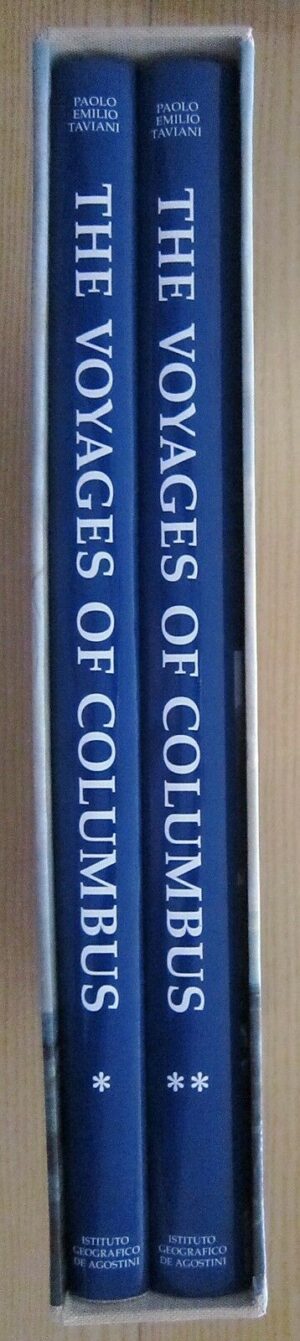 PAOLO
EMILIO
TAVIANI
THE VOYAGES OF COLUMBUS *
ISTITUTO
GEOGRAFICO
DE AGOSTINI
PAOLO
EMILIO
TAVIANI
THE VOYAGES OF COLUMBUS **
ISTITUTO
GEOGRAFICO
DE AGOSTINI